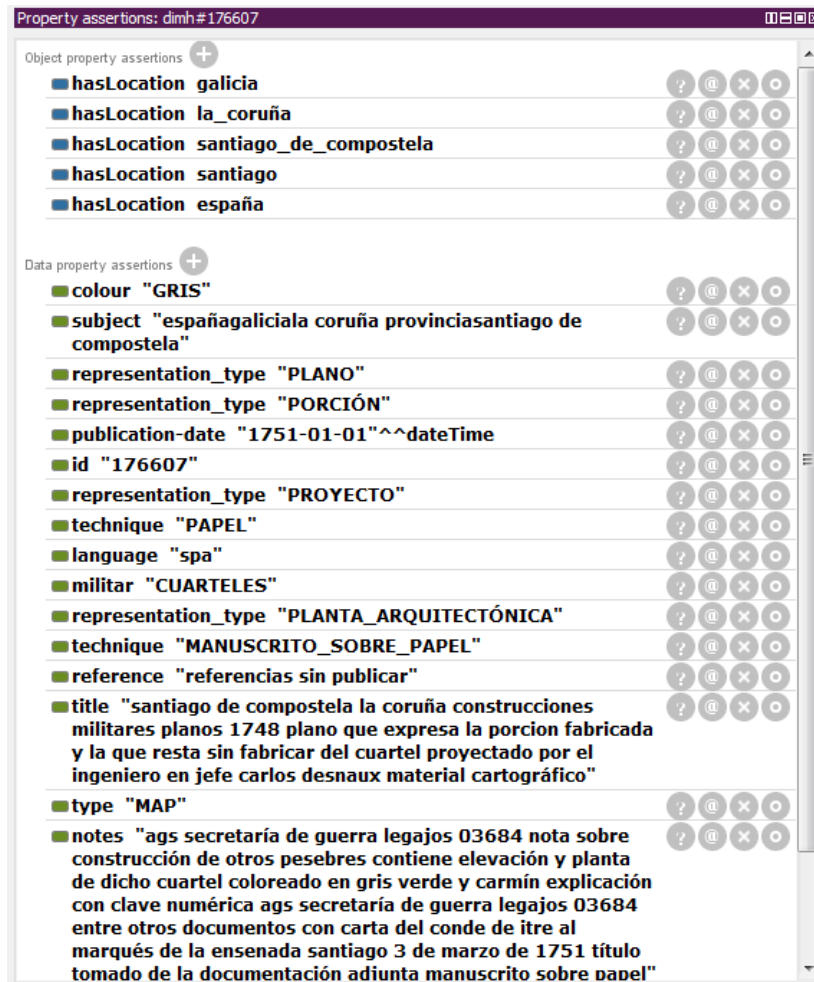 Property assertions: dimh#176607
Object property assertions
hasLocation galicia
hasLocation la_coruña
hasLocation santiago_de_compostela
hasLocation santiago
hasLocation españa
Data property assertions
colour "GRIS"
subject "españagaliciala coruña provinciasantiago de
compostela"
representation_type "PLANO"
representation_type "PORCIÓN"
publication-date "1751-01-01"^^dateTime
id "176607"
representation_type "PROYECTO"
technique "PAPEL"
language "spa"
militar "CUARTELES"
representation_type "PLANTA_ARQUITECTÓNICA"
technique "MANUSCRITO_SOBRE_PAPEL"
reference "referencias sin publicar"
title "santiago de compostela la coruña construcciones
militares planos 1748 plano que expresa la porcion fabricada
y la que resta sin fabricar del cuartel proyectado por el
ingeniero en jefe carlos desnaux material cartográfico"
type "MAP"
notes "ags secretaría de guerra legajos 03684 nota sobre
construcción de otros pesebres contiene elevación y planta
de dicho cuartel coloreado en gris verde y carmín explicación
con clave numérica ags secretaría de guerra legajos 03684
entre otros documentos con carta del conde de itre al
marqués de la ensenada santiago 3 de marzo de 1751 título
tomado de la documentación adjunta manuscrito sobre papel"